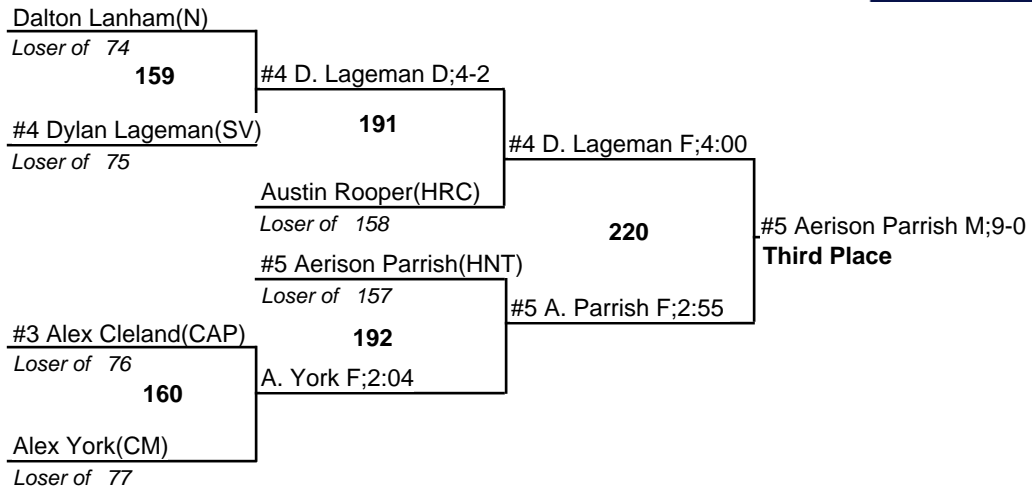 Dalton Lanham(N)
Loser of 74
159
#4 D. Lageman D;4-2
#4 Dylan Lageman(SV)
Loser of 75
191
#4 D. Lageman F;4:00
Austin Rooper(HRC)
Loser of 158
220
#5 Aerison Parrish M;9-0
Third Place
#5 Aerison Parrish(HNT)
Loser of 157
#5 A. Parrish F;2:55
#3 Alex Cleland(CAP)
Loser of 76
192
160
A. York F;2:04
Alex York(CM)
Loser of 77